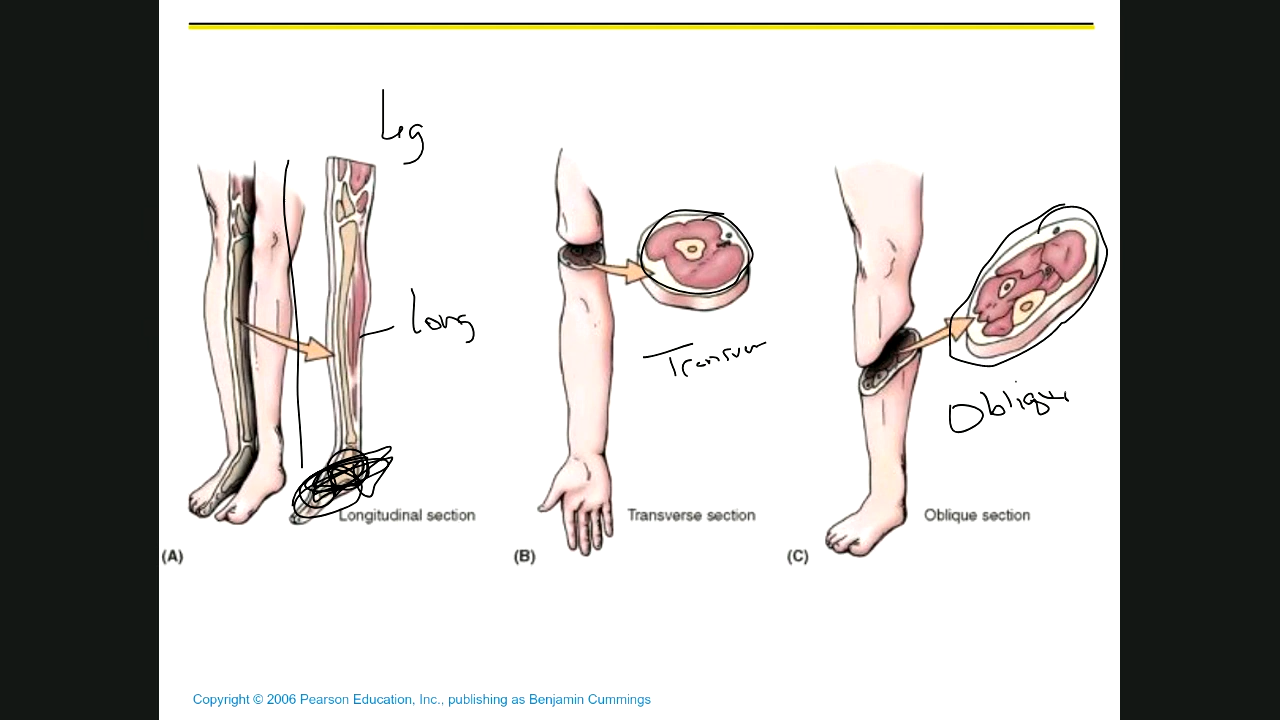 Leg
Long
Transver
Oblique
Longitudinal section
Transverse section
Oblique section
(A)
(B)
(C)
Copyright © 2006 Pearson Education, Inc., publishing as Benjamin Cummings